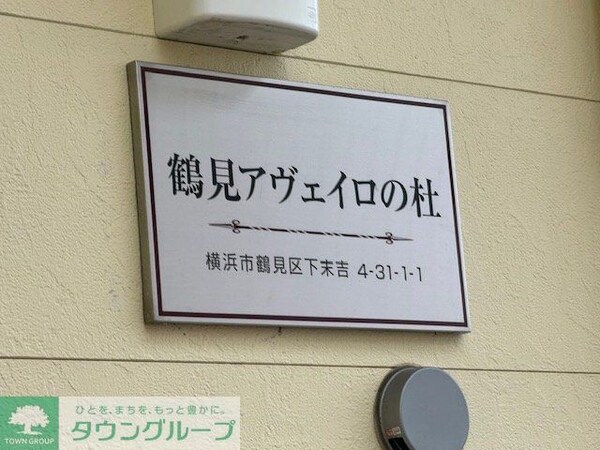 鶴見アヴェイロの杜
横浜市鶴見区下末吉 4-31-1-1
ひとを、まちを、もっと豊かに。
タウングループ
TOWN GROUP